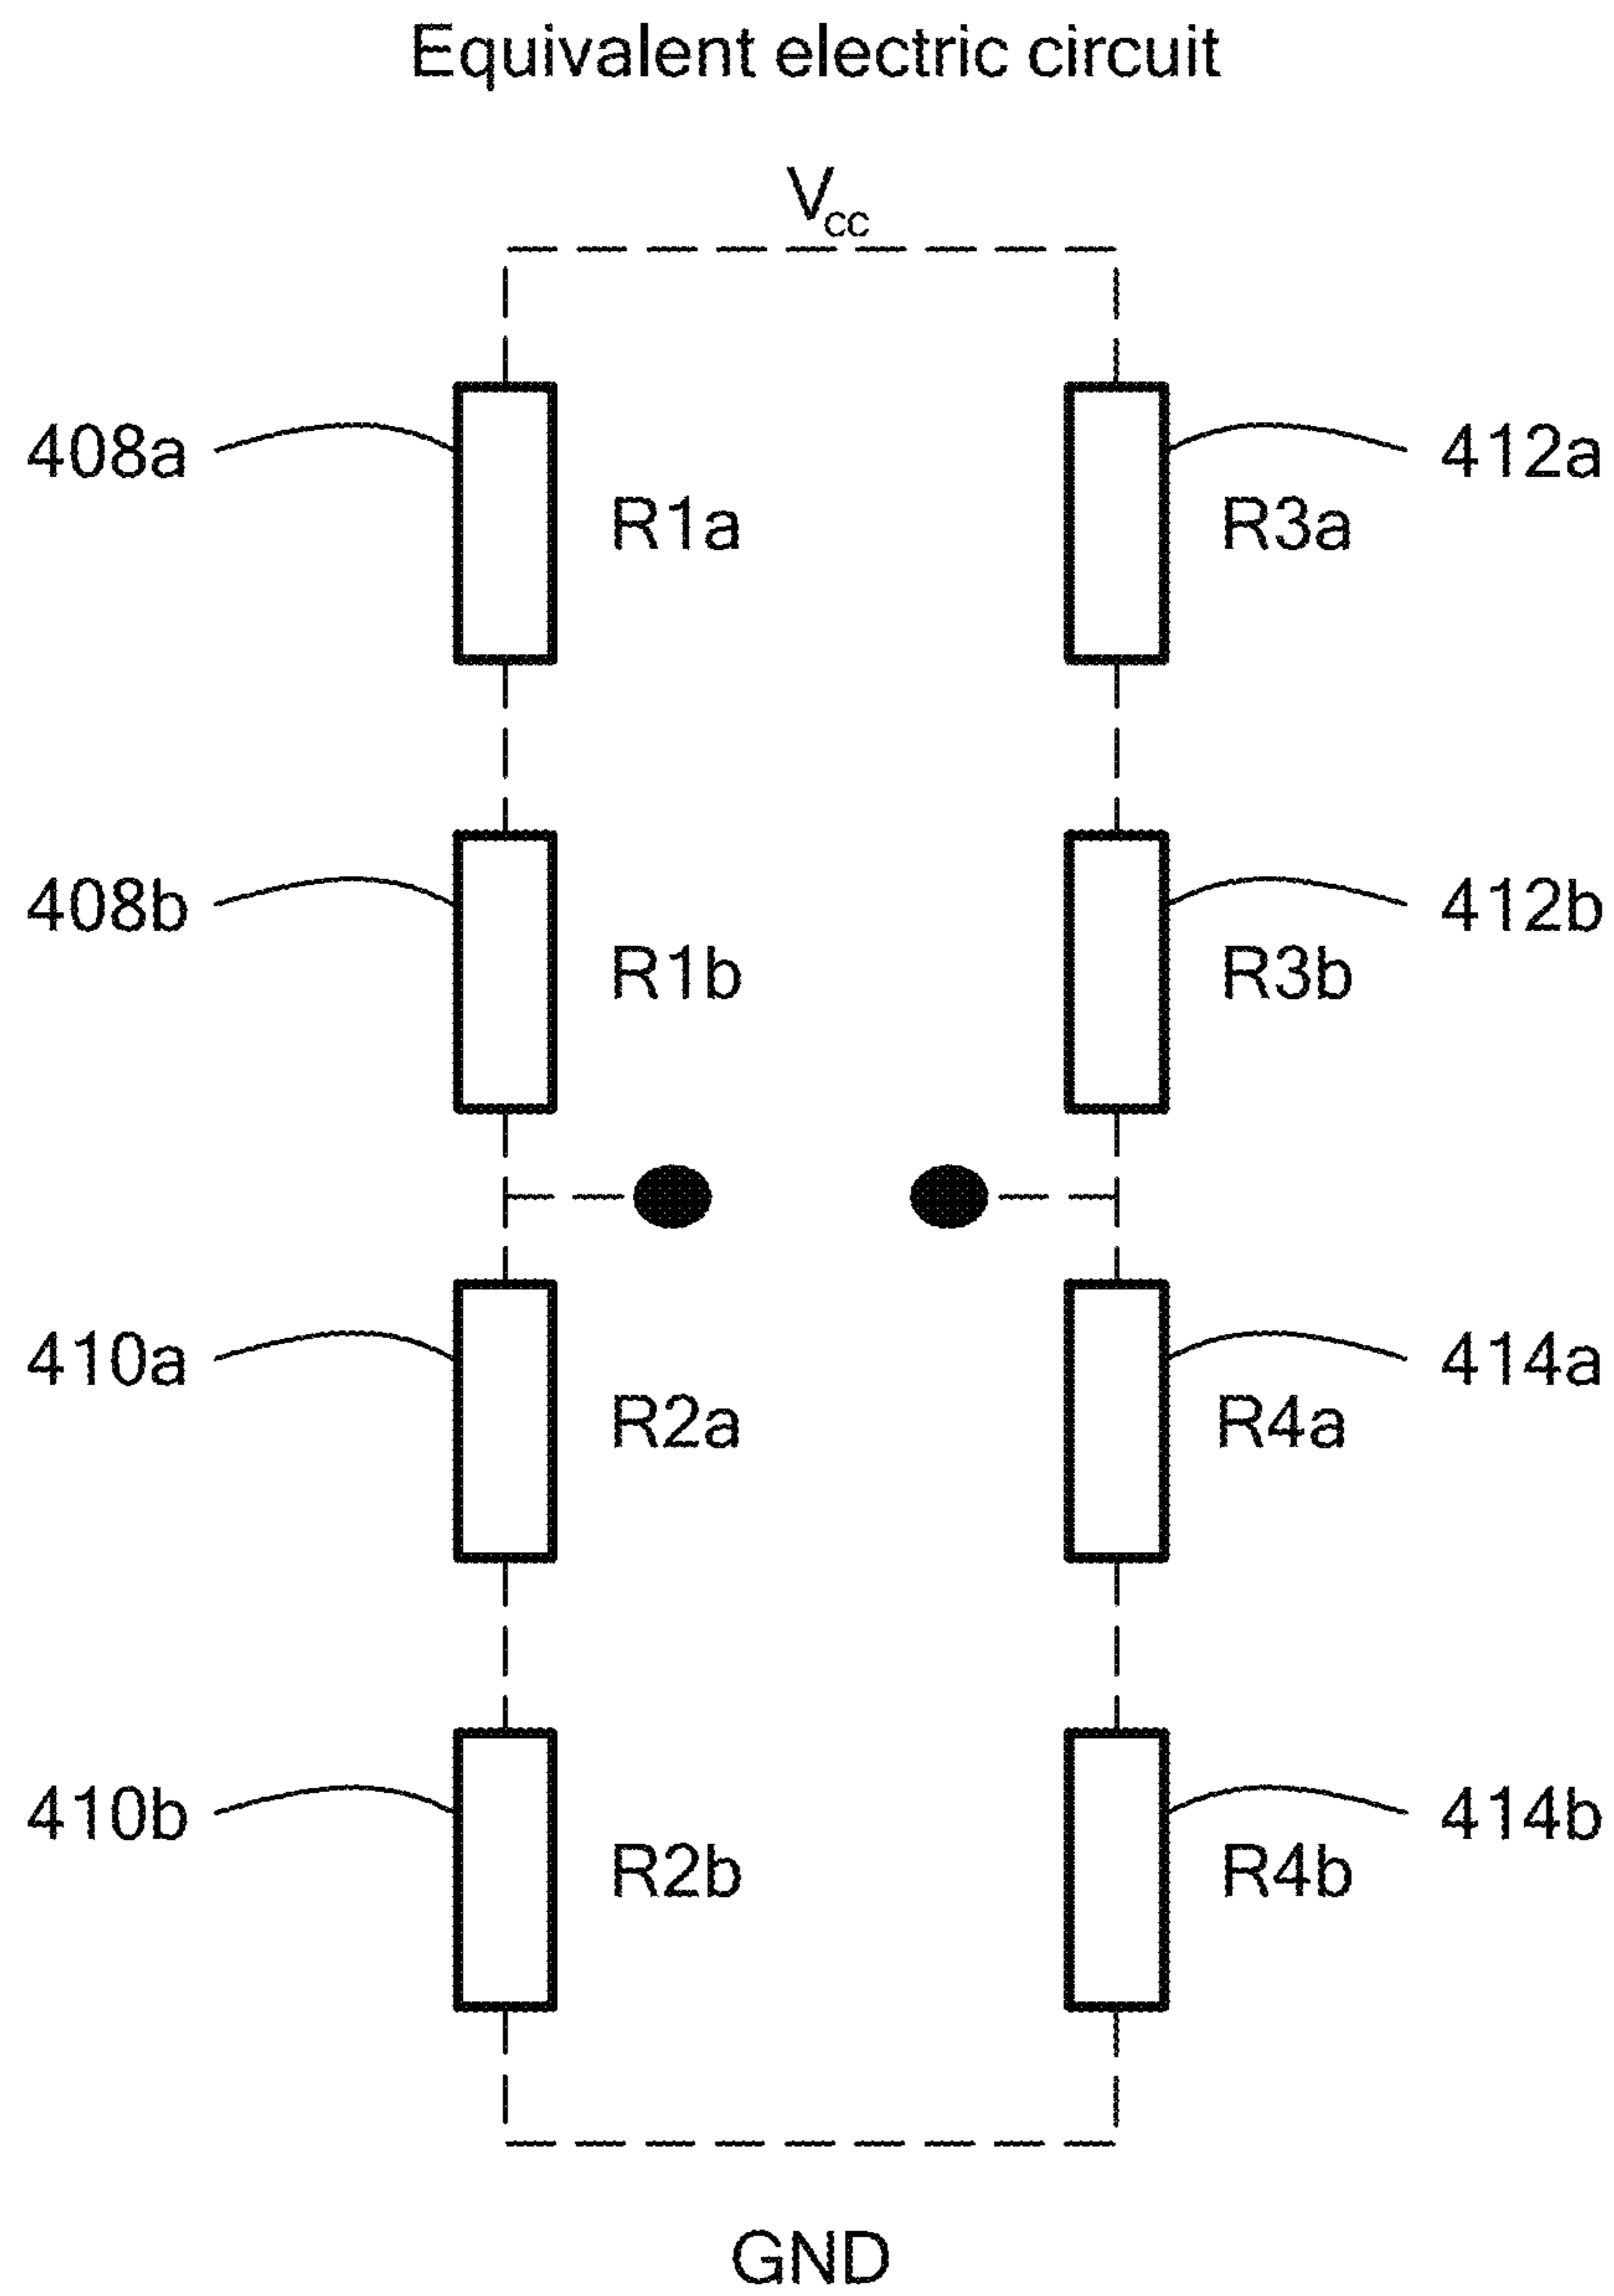 Equivalent electric circuit
Vcc
408a
412a
R1a
R3a
408b
412b
R1b
R3b
410a
414a
R2a
R4a
410b
414b
R2b
R4b
GND